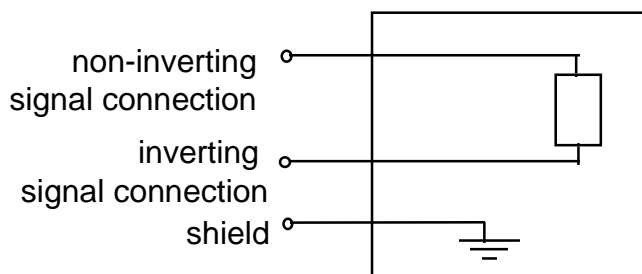 non-inverting
signal connection
inverting
signal connection
shield